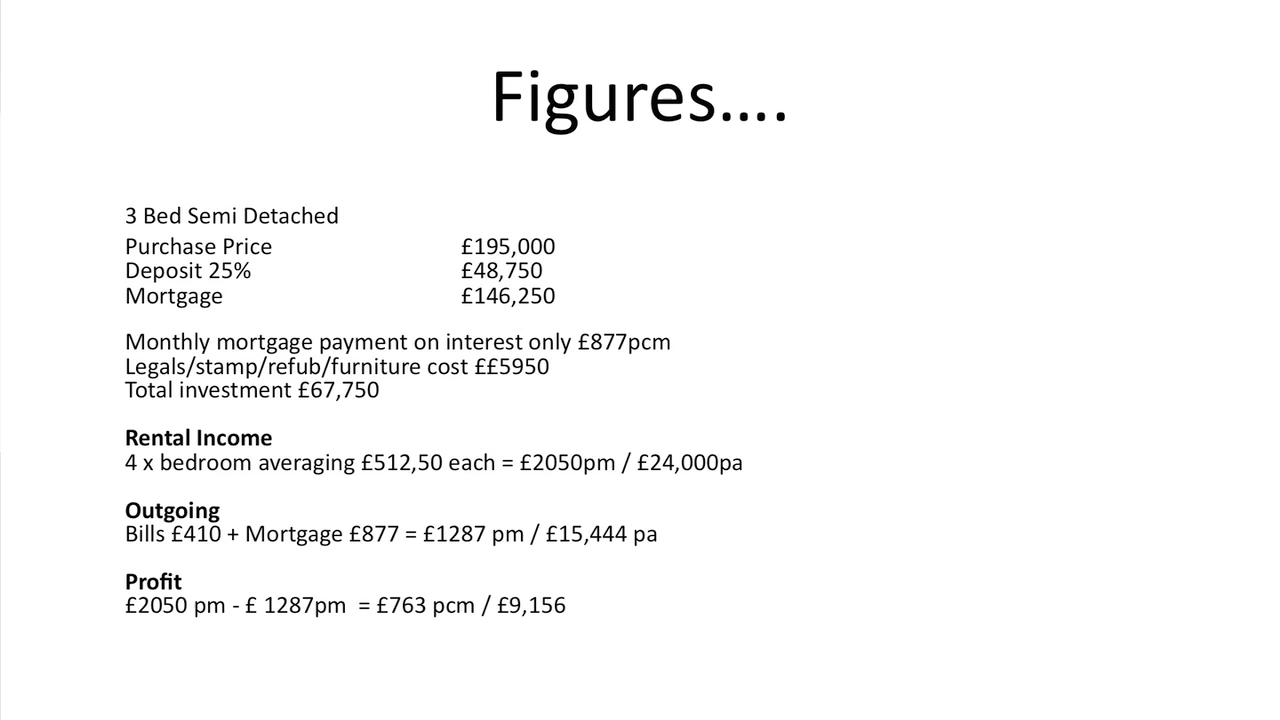 Figures....
3 Bed Semi Detached
Purchase Price £195,000
Deposit 25% £48,750
Mortgage £146,250
Monthly mortgage payment on interest only £877pcm
Legals/stamp/refub/furniture cost ££5950
Total investment £67,750
Rental Income
4 x bedroom averaging £512,50 each = £2050pm / £24,000pa
Outgoing
Bills £410 + Mortgage £877 = £1287 pm / £15,444 pa
Profit
£2050 pm - £ 1287pm  = £763 pcm / £9,156